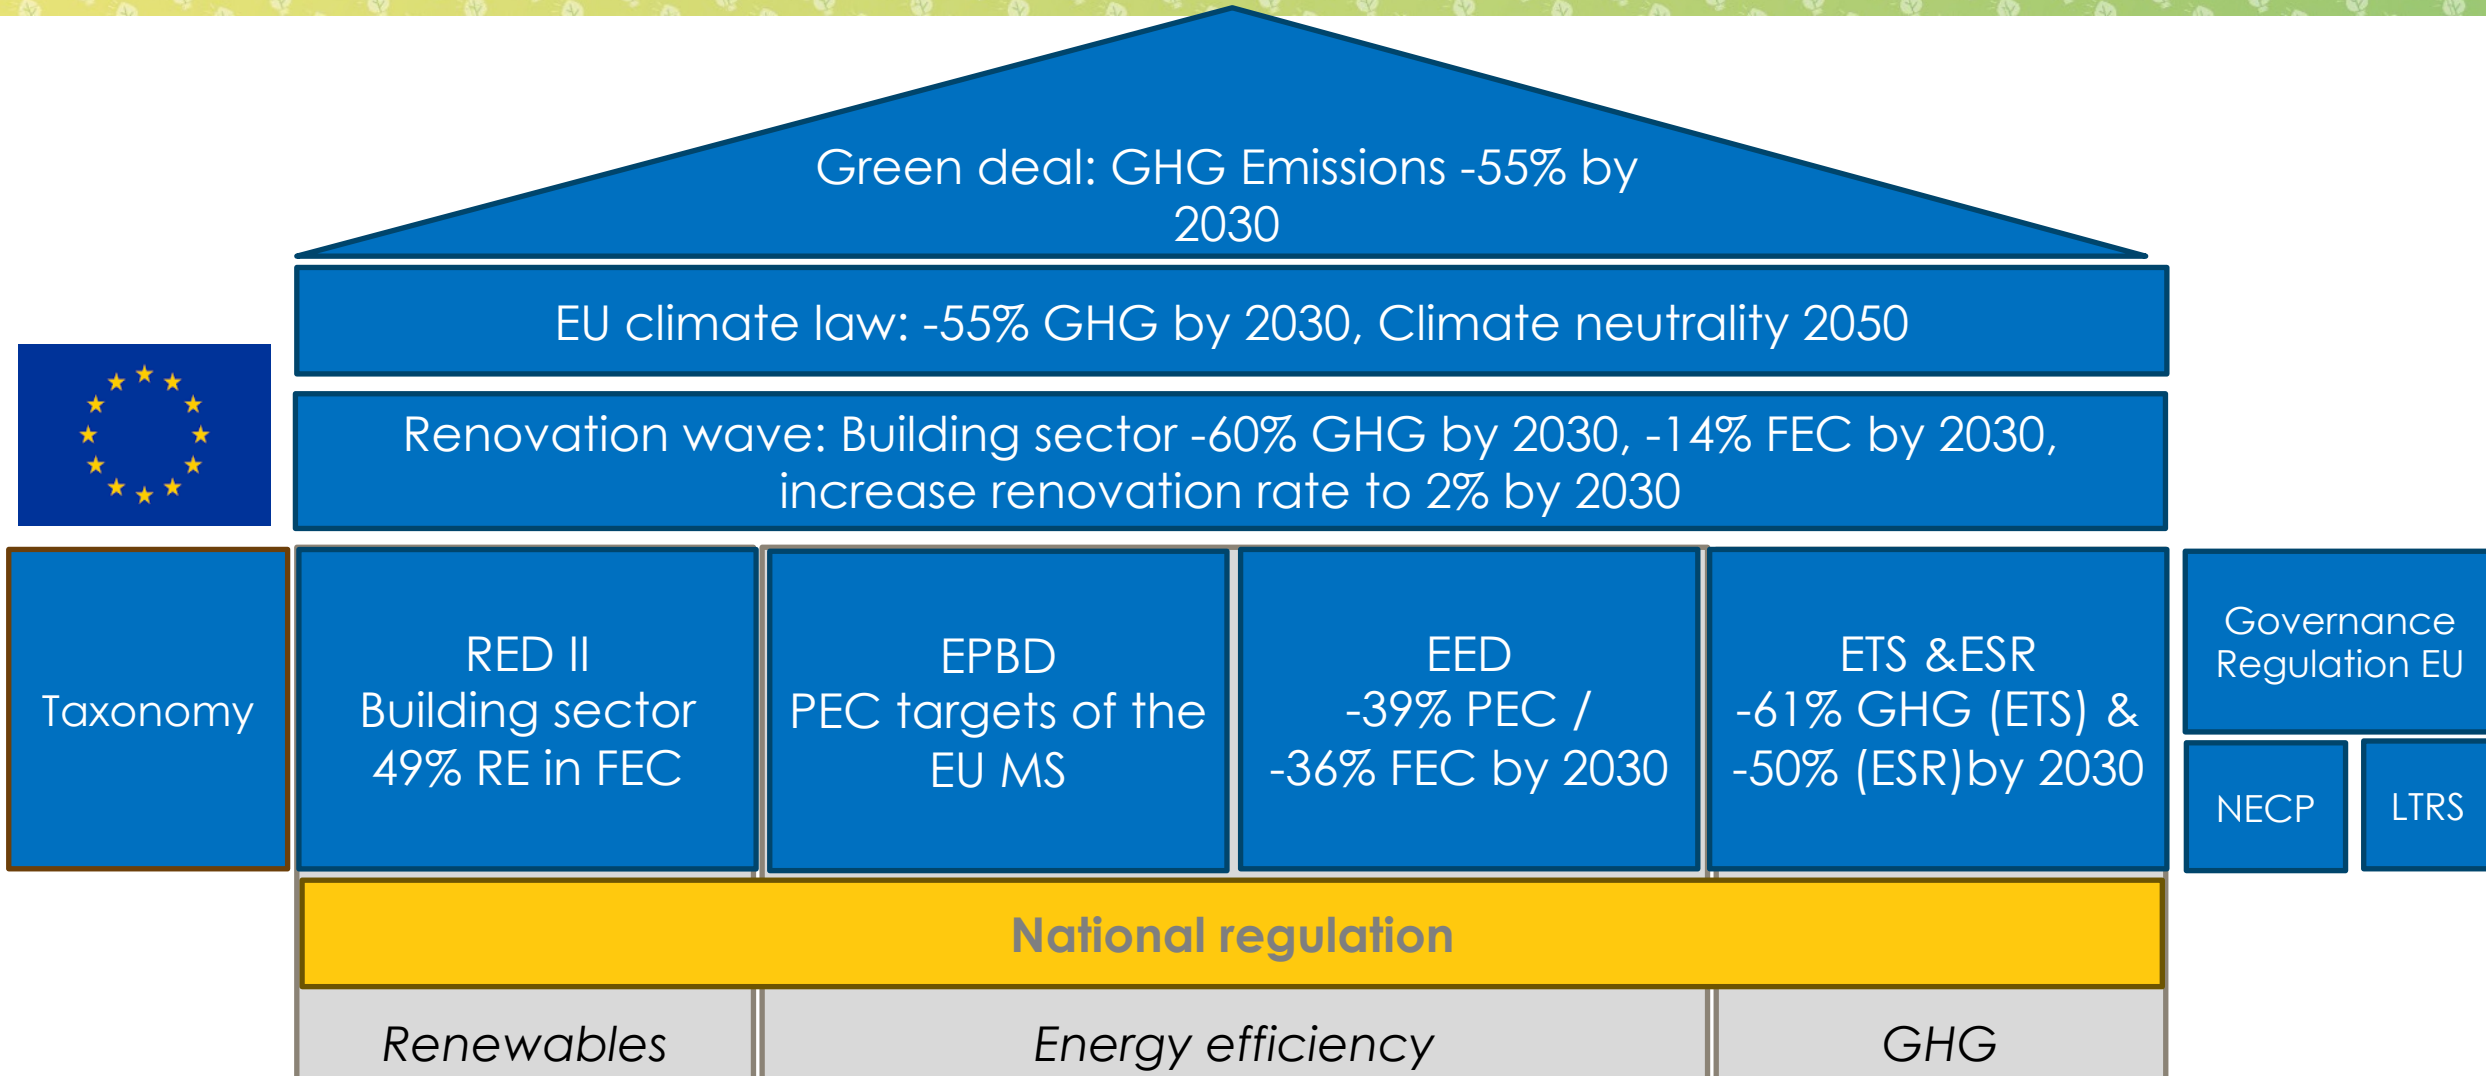 Green deal: GHG Emissions -55% by
2030
EU climate law: -55% GHG by 2030, Climate neutrality 2050
Renovation wave: Building sector -60% GHG by 2030, -14% FEC by 2030,
increase renovation rate to 2% by 2030
Taxonomy
RED II
Building sector
49% RE in FEC
EPBD
PEC targets of the
EU MS
EED
-39% PEC /
-36% FEC by 2030
ETS &ESR
-61% GHG (ETS) &
-50% (ESR)by 2030
Governance
Regulation EU
NECP
LTRS
National regulation
Renewables
Energy efficiency
GHG